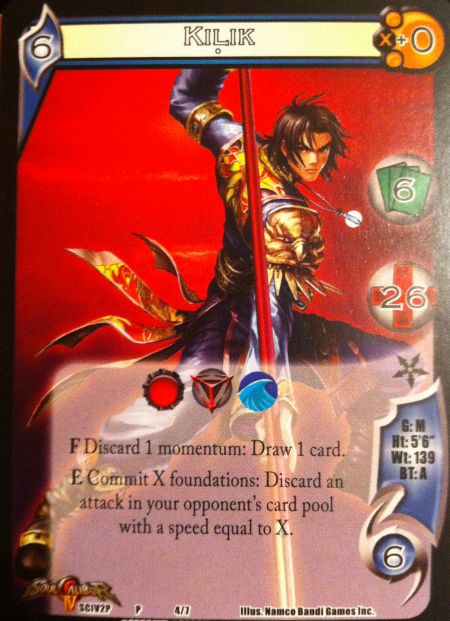 6
KILIK
X+0
6
26
G: M
Ht: 5'6"
Wt: 139
BT: A
F Discard 1 momentum: Draw 1 card.
E Commit X foundations: Discard an
attack in your opponent's card pool
with a speed equal to X.
6
SOULCALIBUR
IV
SCIV2P P 4/7 Illus. Namco Bandi Games Inc.